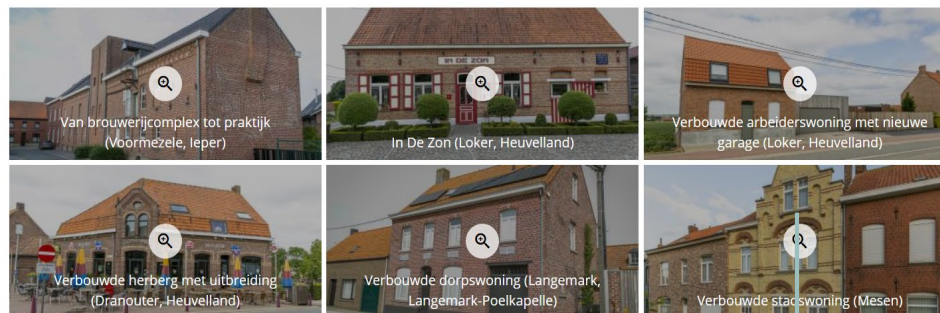 Van brouwerijcomplex tot praktijk
(Voormezele, Ieper)
IN DE ZON
In De Zon (Loker, Heuvelland)
Verbouwde arbeiderswoning met nieuwe
garage (Loker, Heuvelland)
Verbouwde herberg met uitbreiding
(Dranouter, Heuvelland)
Verbouwde dorpswoning (Langemark,
Langemark-Poelkapelle)
Verbouwde stadswoning (Mesen)